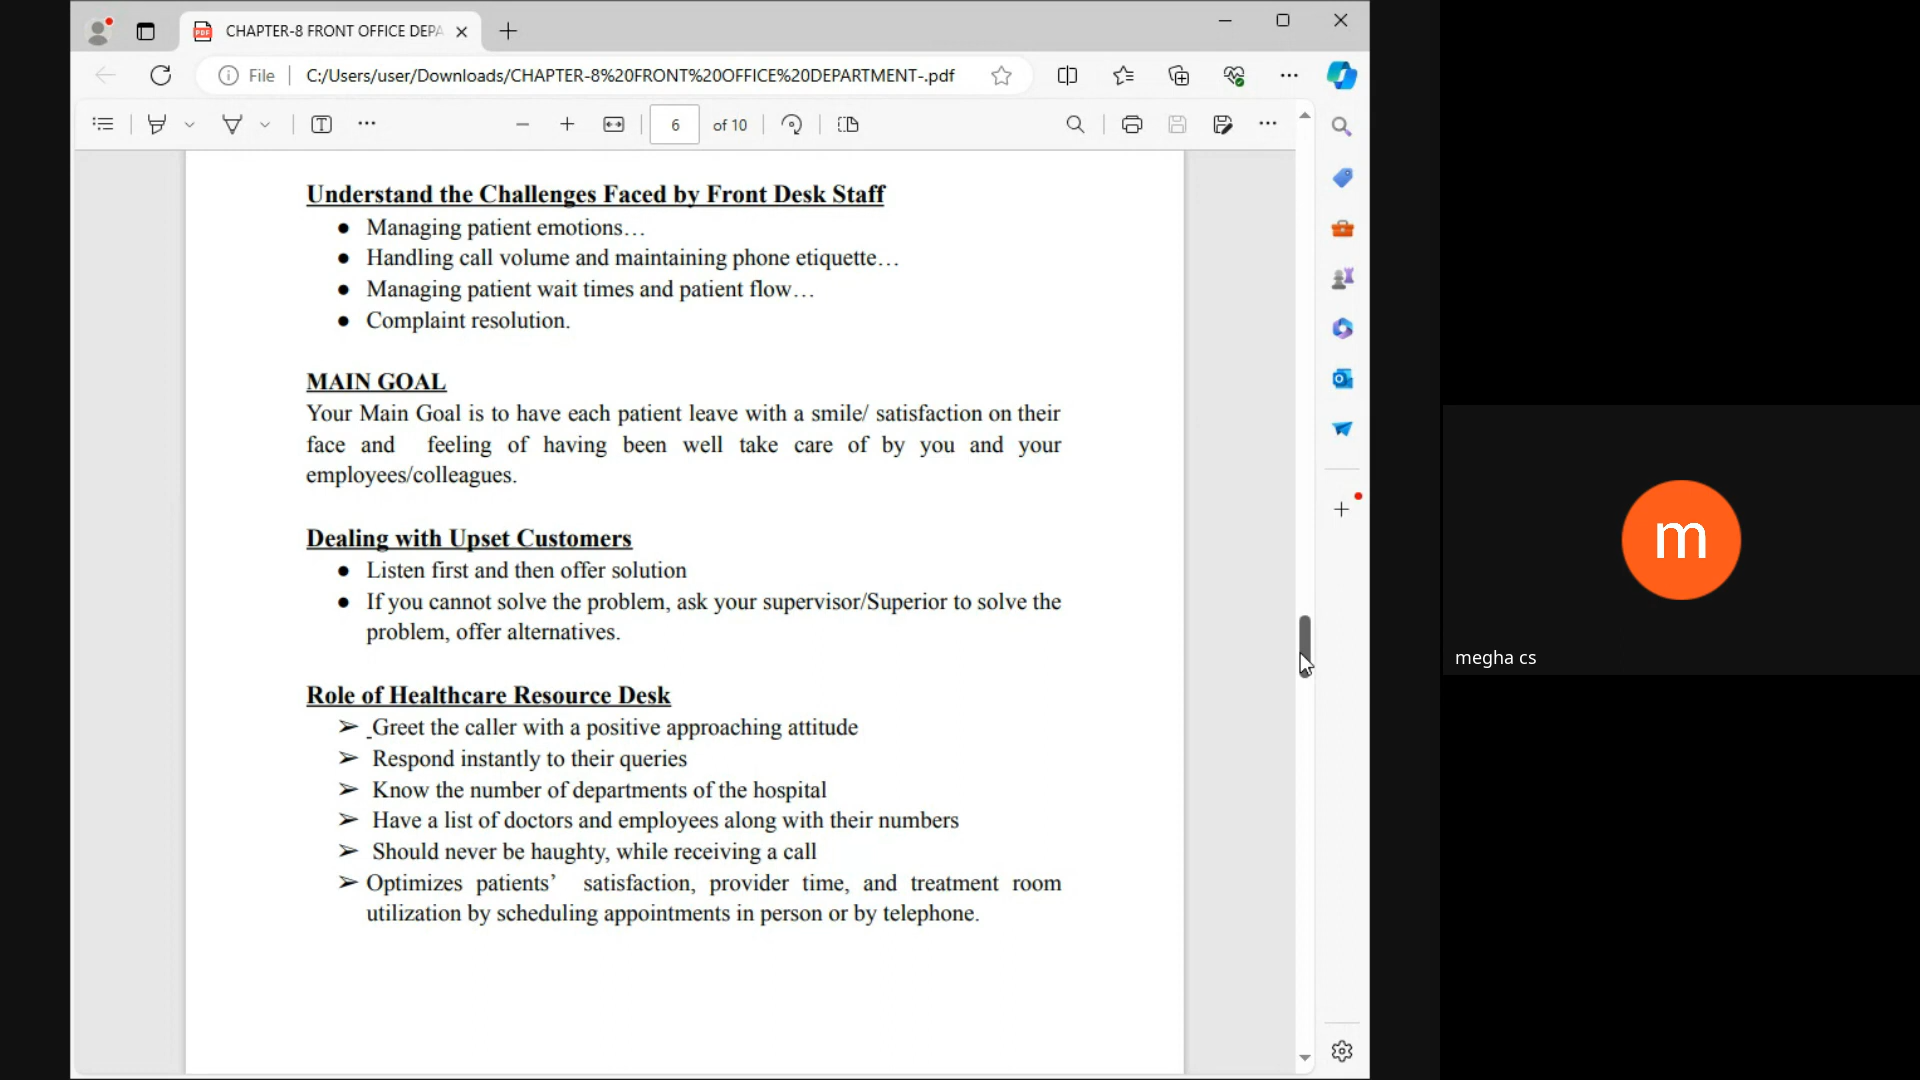 CHAPTER-8 FRONT OFFICE DEPA
File
C:/Users/user/Downloads/CHAPTER-8%20FRONT%20OFFICE%20DEPARTMENT-.pdf
6 of 10
Understand the Challenges Faced by Front Desk Staff
● Managing patient emotions…
● Handling call volume and maintaining phone etiquette…
● Managing patient wait times and patient flow…
● Complaint resolution.
MAIN GOAL
Your Main Goal is to have each patient leave with a smile/ satisfaction on their
face and feeling of having been well take care of by you and your
employees/colleagues.
Dealing with Upset Customers
● Listen first and then offer solution
● If you cannot solve the problem, ask your supervisor/Superior to solve the
problem, offer alternatives.
Role of Healthcare Resource Desk
➢ Greet the caller with a positive approaching attitude
➢ Respond instantly to their queries
➢ Know the number of departments of the hospital
➢ Have a list of doctors and employees along with their numbers
➢ Should never be haughty, while receiving a call
➢ Optimizes patients’ satisfaction, provider time, and treatment room
utilization by scheduling appointments in person or by telephone.
m
megha cs